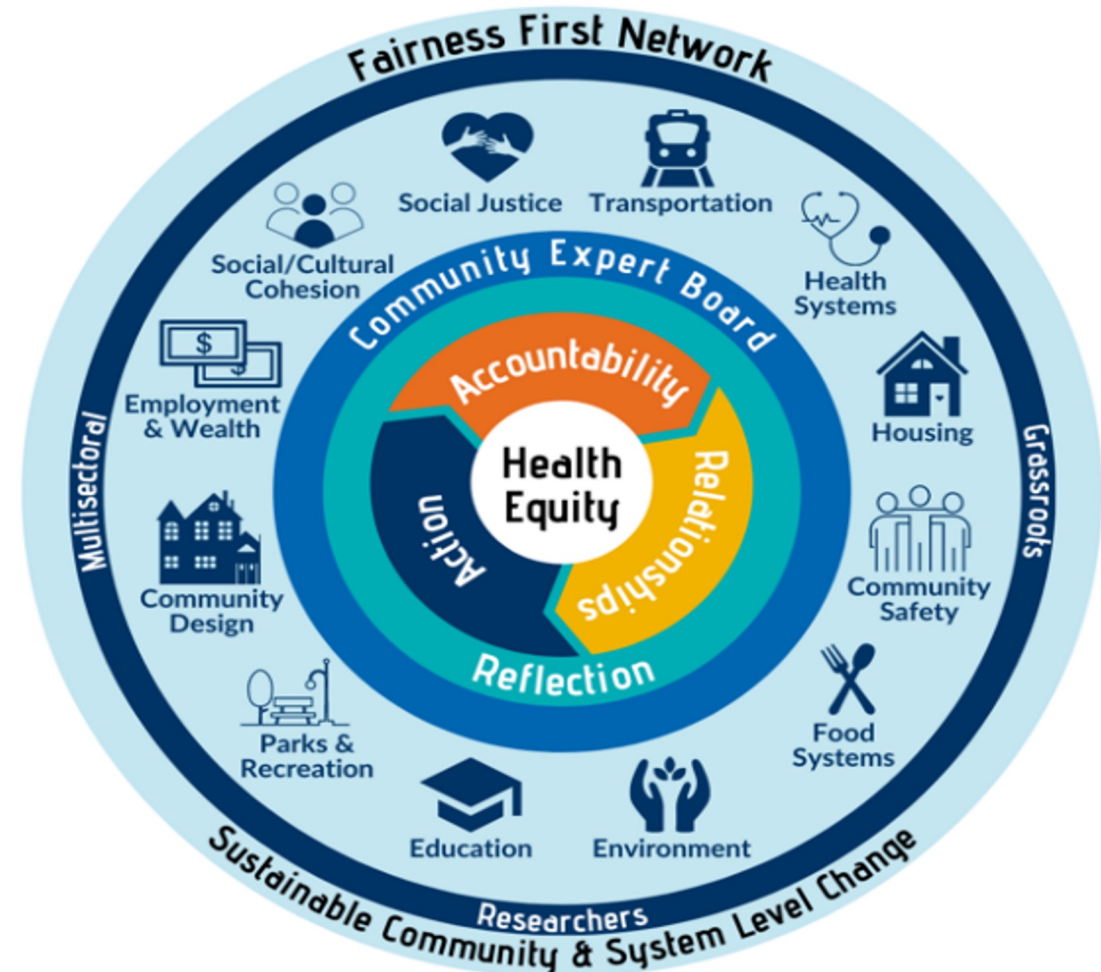 Fairness First Network
Social Justice
Transportation
Social/Cultural
Cohesion
Health
Systems
Community Expert Board
Employment
& Wealth
$
$
Accountability
Housing
Health
Equity
Relationships
Action
Multisectoral
Grassroots
Community
Design
Community
Safety
Reflection
Parks &
Recreation
Food
Systems
Education
Environment
Researchers
Sustainable Community & System Level Change